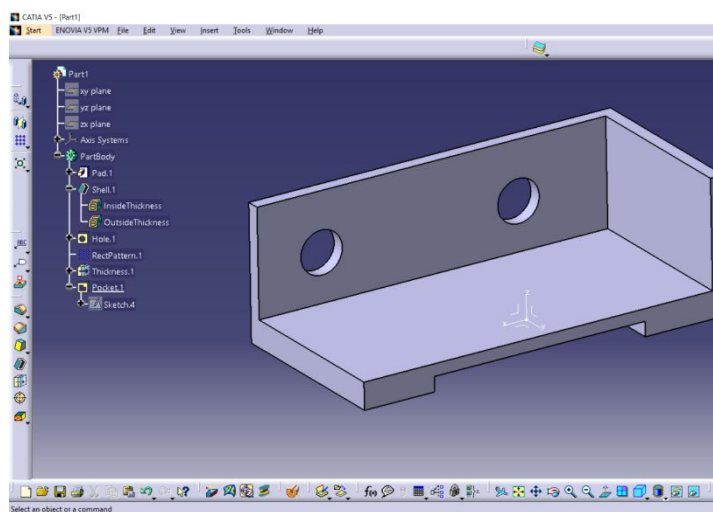 CATIA V5 - [Part1]
Start ENOVIA V5 VPM File Edit View Insert Tools Window Help
Part1
xy plane
yz plane
zx plane
Axis Systems
PartBody
Pad.1
Shell.1
InsideThickness
OutsideThickness
Hole.1
RectPattern.1
Thickness.1
Pocket.1
Sketch.4
z
x
y
f(x)
Select an object or a command